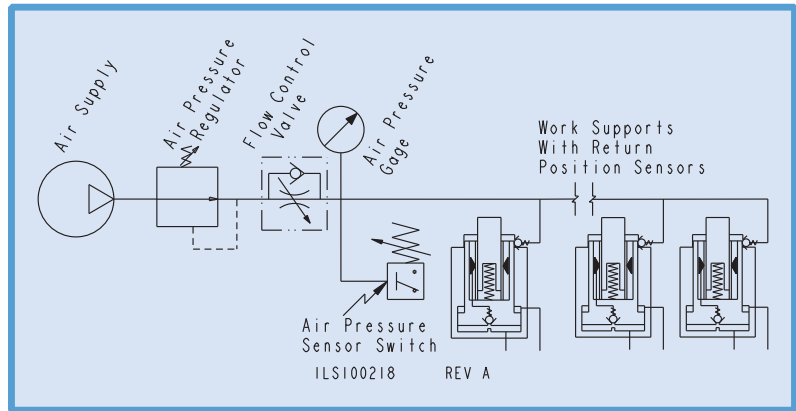 Air Supply
Air Pressure
Regulator
Flow Control
Valve
Air Pressure
Gage
Work Supports
With Return
Position Sensors
Air Pressure
Sensor Switch
ILS100218 REV A